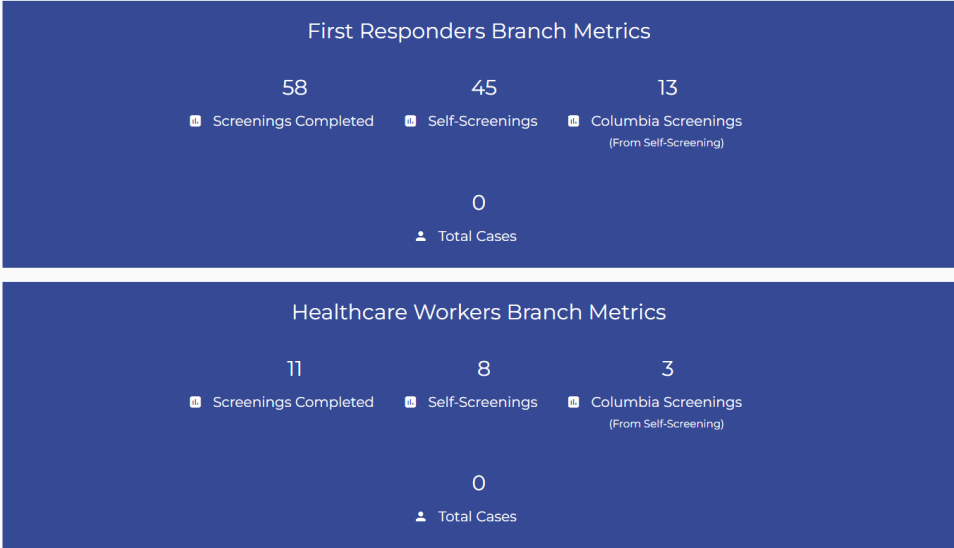 First Responders Branch Metrics
58 45 13
Screenings Completed Self-Screenings Columbia Screenings
(From Self-Screening)
0
Total Cases
Healthcare Workers Branch Metrics
11 8 3
Screenings Completed Self-Screenings Columbia Screenings
(From Self-Screening)
0
Total Cases